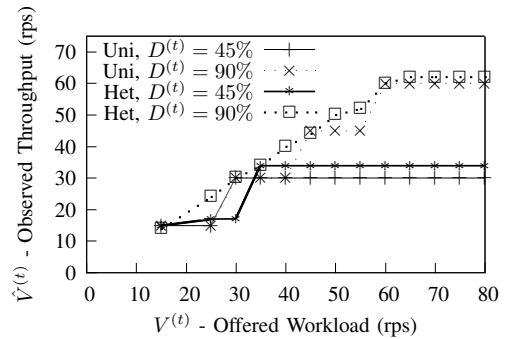 Uni, D^(t) = 45%
Uni, D^(t) = 90%
Het, D^(t) = 45%
Het, D^(t) = 90%
V̂^(t) - Observed Throughput (rps)
70
60
50
40
30
20
10
0
0 10 20 30 40 50 60 70 80
V^(t) - Offered Workload (rps)